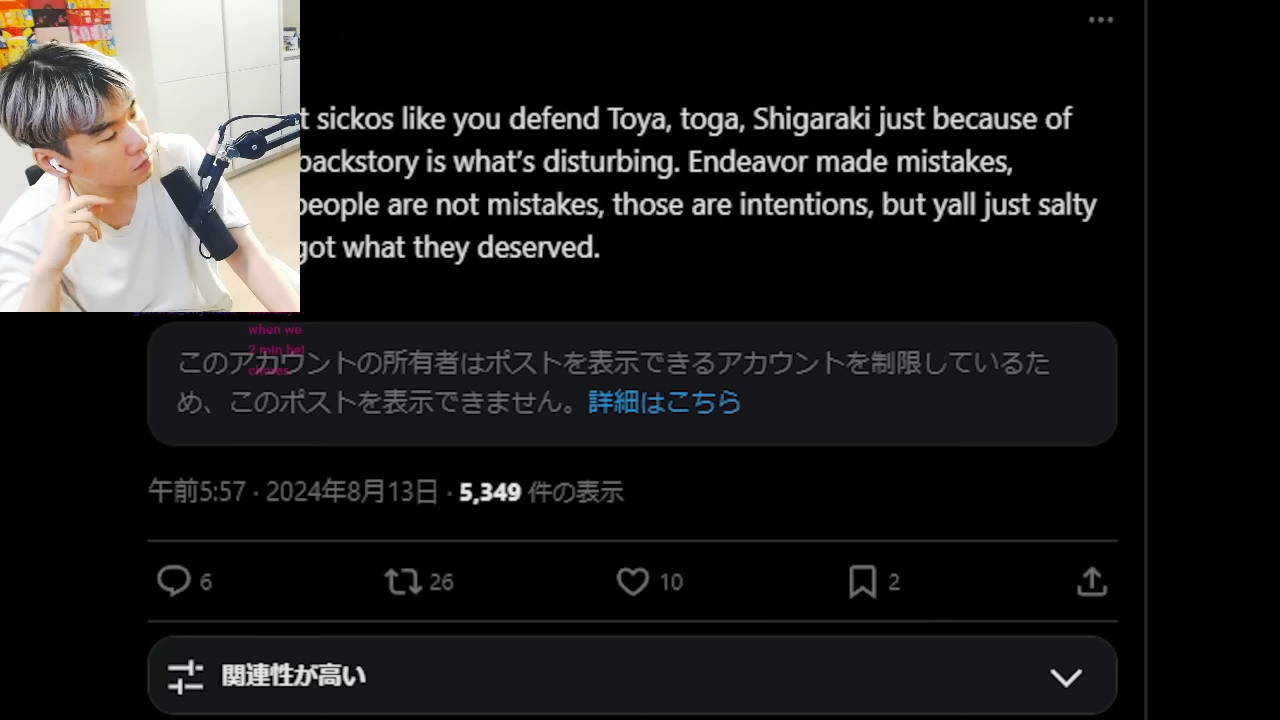 t sickos like you defend Toya, toga, Shigaraki just because of
backstory is what's disturbing. Endeavor made mistakes,
people are not mistakes, those are intentions, but yall just salty
got what they deserved.
when we
2 min bef
このアカウントの所有者はポストを表示できるアカウントを制限しているた
め、このポストを表示できません。詳細はこちら
午前5:57 · 2024年8月13日 · 5,349 件の表示
6 26 10 2
関連性が高い